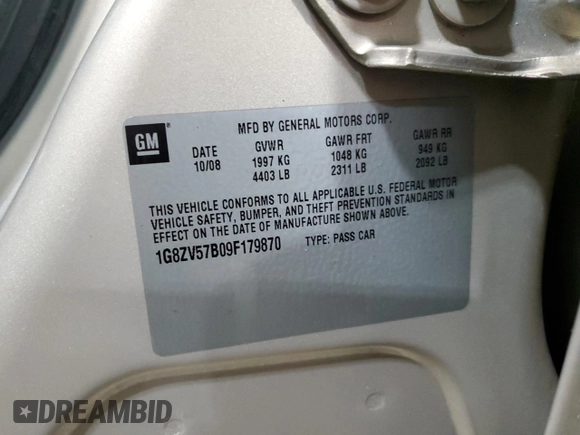 GM
MFD BY GENERAL MOTORS CORP.
DATE GVWR GAWR FRT GAWR RR
10/08 1997 KG 1048 KG 949 KG
4403 LB 2311 LB 2092 LB
THIS VEHICLE CONFORMS TO ALL APPLICABLE U.S. FEDERAL MOTOR
VEHICLE SAFETY, BUMPER, AND THEFT PREVENTION STANDARDS IN
EFFECT ON THE DATE OF MANUFACTURE SHOWN ABOVE.
1G8ZV57B09F179870 TYPE: PASS CAR
DREAMBID